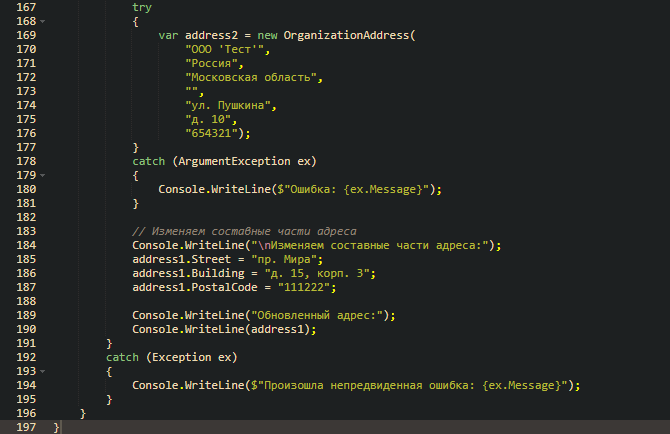 167             try
168             {
169                 var address2 = new OrganizationAddress(
170                     "ООО 'Тест'",
171                     "Россия",
172                     "Московская область",
173                     "",
174                     "ул. Пушкина",
175                     "д. 10",
176                     "654321");
177             }
178             catch (ArgumentException ex)
179             {
180                 Console.WriteLine($"Ошибка: {ex.Message}");
181             }
182
183             // Изменяем составные части адреса
184             Console.WriteLine("\nИзменяем составные части адреса:");
185             address1.Street = "пр. Мира";
186             address1.Building = "д. 15, корп. 3";
187             address1.PostalCode = "111222";
188
189             Console.WriteLine("Обновленный адрес:");
190             Console.WriteLine(address1);
191         }
192         catch (Exception ex)
193         {
194             Console.WriteLine($"Произошла непредвиденная ошибка: {ex.Message}");
195         }
196     }
197 }